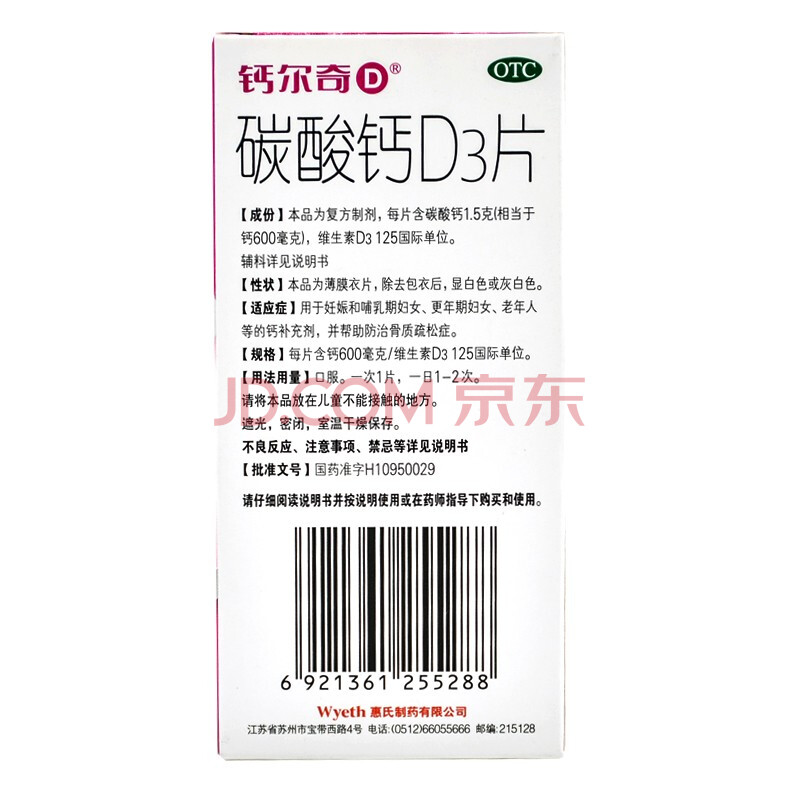 钙尔奇D®
OTC
碳酸钙D3片
【成份】本品为复方制剂，每片含碳酸钙1.5克(相当于
钙600毫克)，维生素D3 125国际单位。
辅料详见说明书
【性状】本品为薄膜衣片，除去包衣后，显白色或灰白色。
【适应症】用于妊娠和哺乳期妇女、更年期妇女、老年人
等的钙补充剂，并帮助防治骨质疏松症。
【规格】每片含钙600毫克/维生素D3 125国际单位。
【用法用量】口服。一次1片，一日1-2次。
JD.COM 京东
请将本品放在儿童不能接触的地方。
遮光，密闭，室温干燥保存。
不良反应、注意事项、禁忌等详见说明书
【批准文号】国药准字H10950029
请仔细阅读说明书并按说明使用或在药师指导下购买和使用。
6 921361 255288
Wyeth 惠氏制药有限公司
江苏省苏州市宝带西路4号 电话:(0512)66055666 邮编:215128